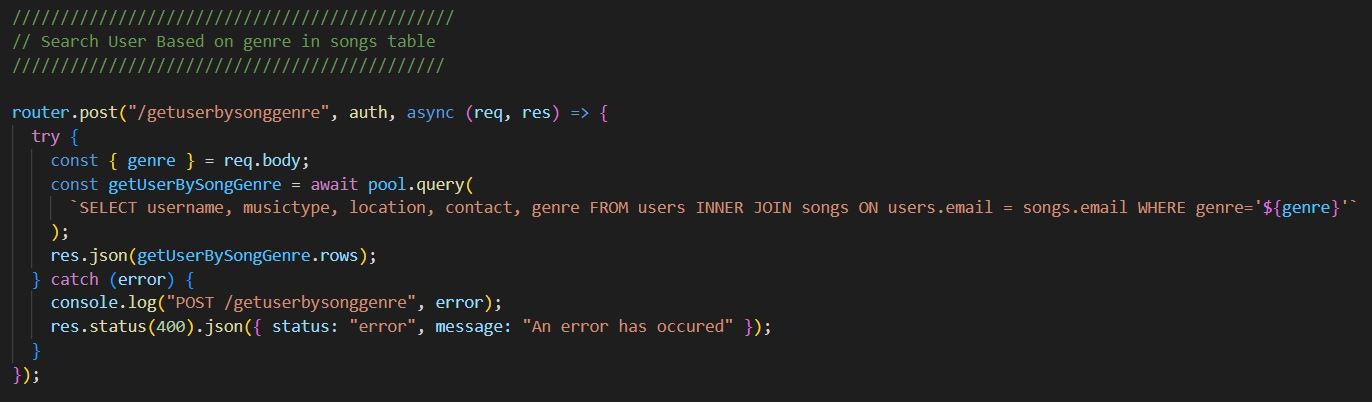 //////////////////////////////////////////////
// Search User Based on genre in songs table
/////////////////////////////////////////////
router.post("/getuserbysonggenre", auth, async (req, res) => {
try {
const { genre } = req.body;
const getUserBySongGenre = await pool.query(
`SELECT username, musictype, location, contact, genre FROM users INNER JOIN songs ON users.email = songs.email WHERE genre='${genre}'`
);
res.json(getUserBySongGenre.rows);
} catch (error) {
console.log("POST /getuserbysonggenre", error);
res.status(400).json({ status: "error", message: "An error has occured" });
}
});